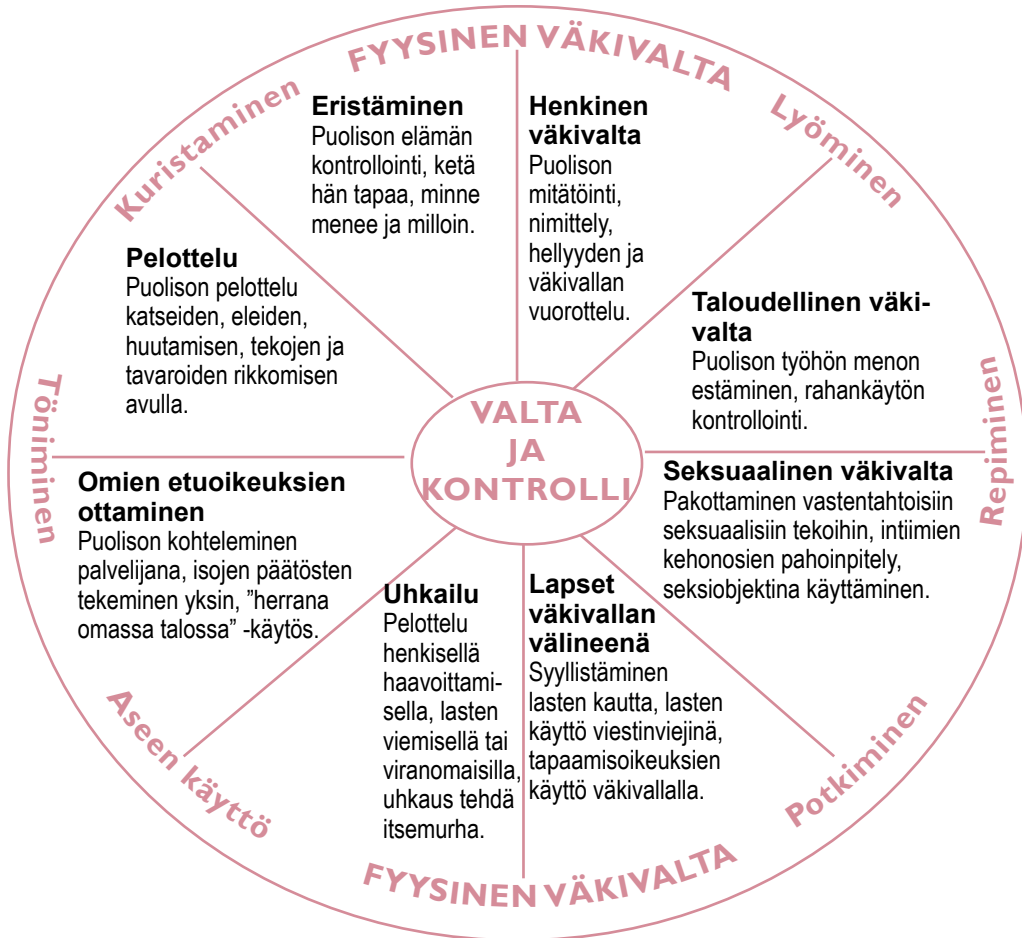 FYYSINEN VÄKIVALTA
Lyöminen
Repiminen
Potkiminen
FYYSINEN VÄKIVALTA
Aseen käyttö
Töniminen
Kuristaminen
Eristäminen
Puolison elämän
kontrollointi, ketä
hän tapaa, minne
menee ja milloin.
Henkinen
väkivalta
Puolison
mitätöinti,
nimittely,
hellyyden ja
väkivallan
vuorottelu.
Pelottelu
Puolison pelottelu
katseiden, eleiden,
huutamisen, tekojen ja
tavaroiden rikkomisen
avulla.
Taloudellinen väki-
valta
Puolison työhön menon
estäminen, rahankäytön
kontrollointi.
VALTA
JA
KONTROLLI
Omien etuoikeuksien
ottaminen
Puolison kohteleminen
palvelijana, isojen päätösten
tekeminen yksin, ”herrana
omassa talossa” -käytös.
Seksuaalinen väkivalta
Pakottaminen vastentahtoisiin
seksuaalisiin tekoihin, intiimien
kehonosien pahoinpitely,
seksiobjektina käyttäminen.
Uhkailu
Pelottelu
henkisellä
haavoittami-
sella, lasten
viemisellä tai
viranomaisilla,
uhkaus tehdä
itsemurha.
Lapset
väkivallan
välineenä
Syyllistäminen
lasten kautta, lasten
käyttö viestinviejinä,
tapaamisoikeuksien
käyttö väkivallalla.